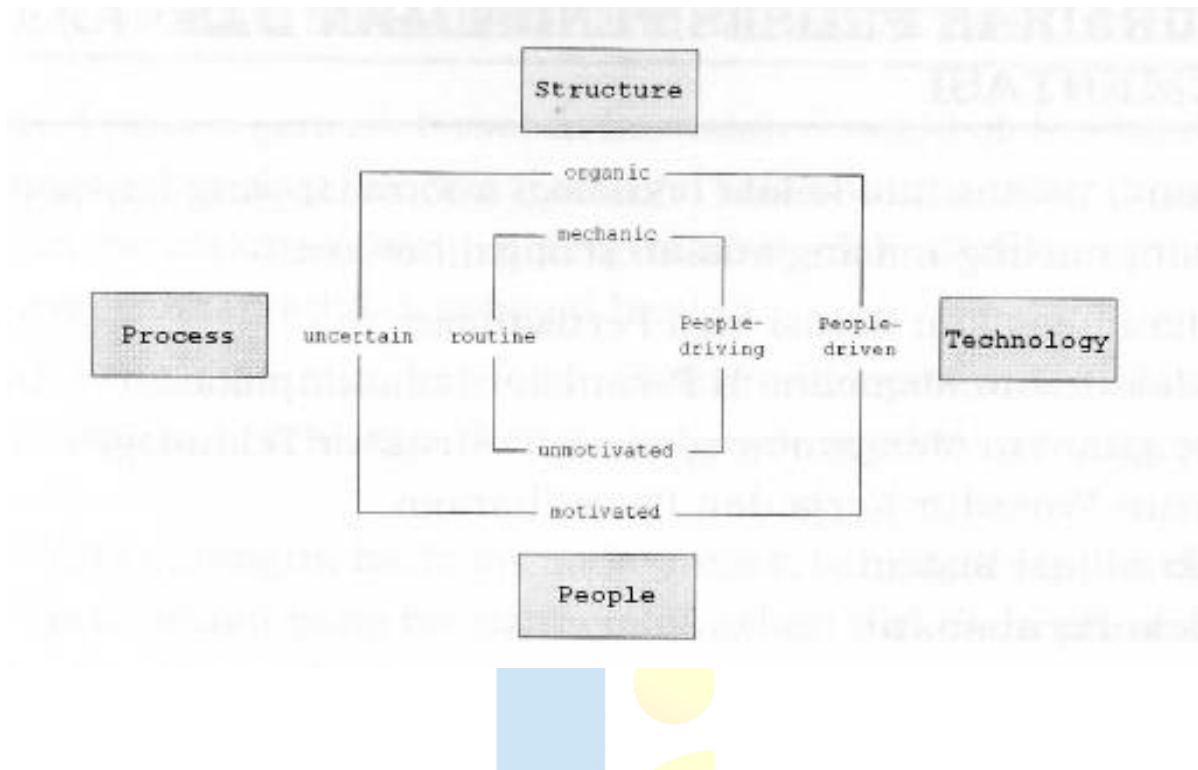 Structure
organic
mechanic
Process
uncertain
routine
People-
driving
People-
driven
Technology
unmotivated
motivated
People